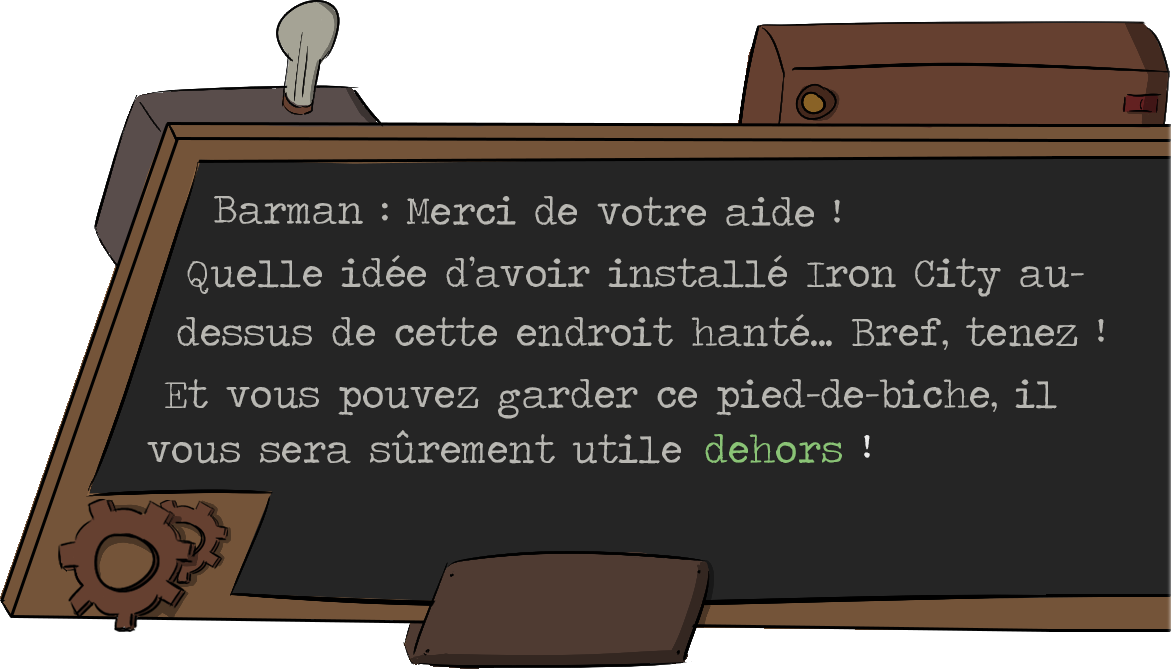 Barman : Merci de votre aide !
Quelle idée d'avoir installé Iron City au-
dessus de cette endroit hanté... Bref, tenez !
Et vous pouvez garder ce pied-de-biche, il
vous sera sûrement utile dehors !